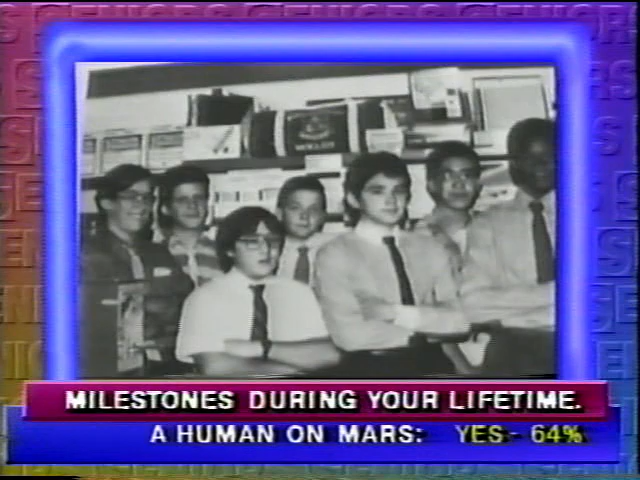 MILESTONES DURING YOUR LIFETIME.
A HUMAN ON MARS: YES - 64%